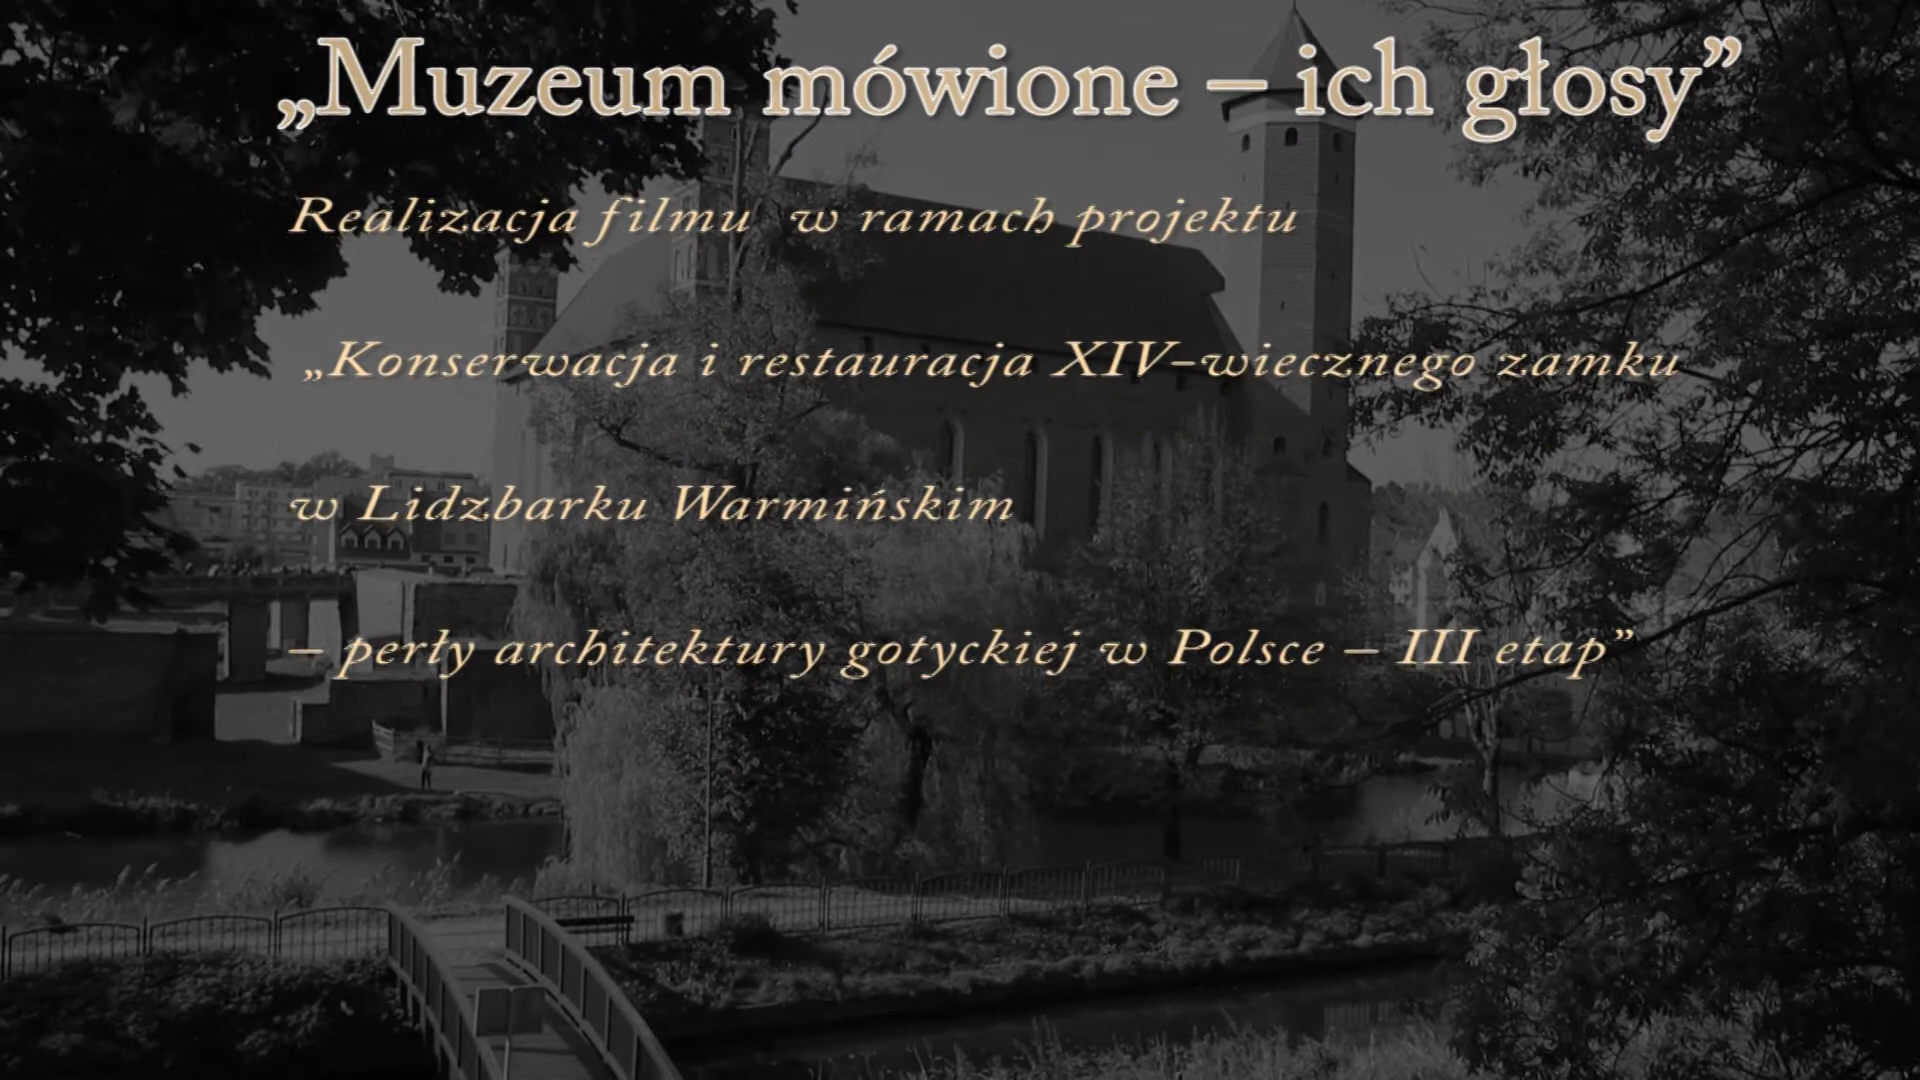 „Muzeum mówione – ich głosy”
Realizacja filmu w ramach projektu
„Konserwacja i restauracja XIV-wiecznego zamku
w Lidzbarku Warmińskim
– perły architektury gotyckiej w Polsce – III etap”